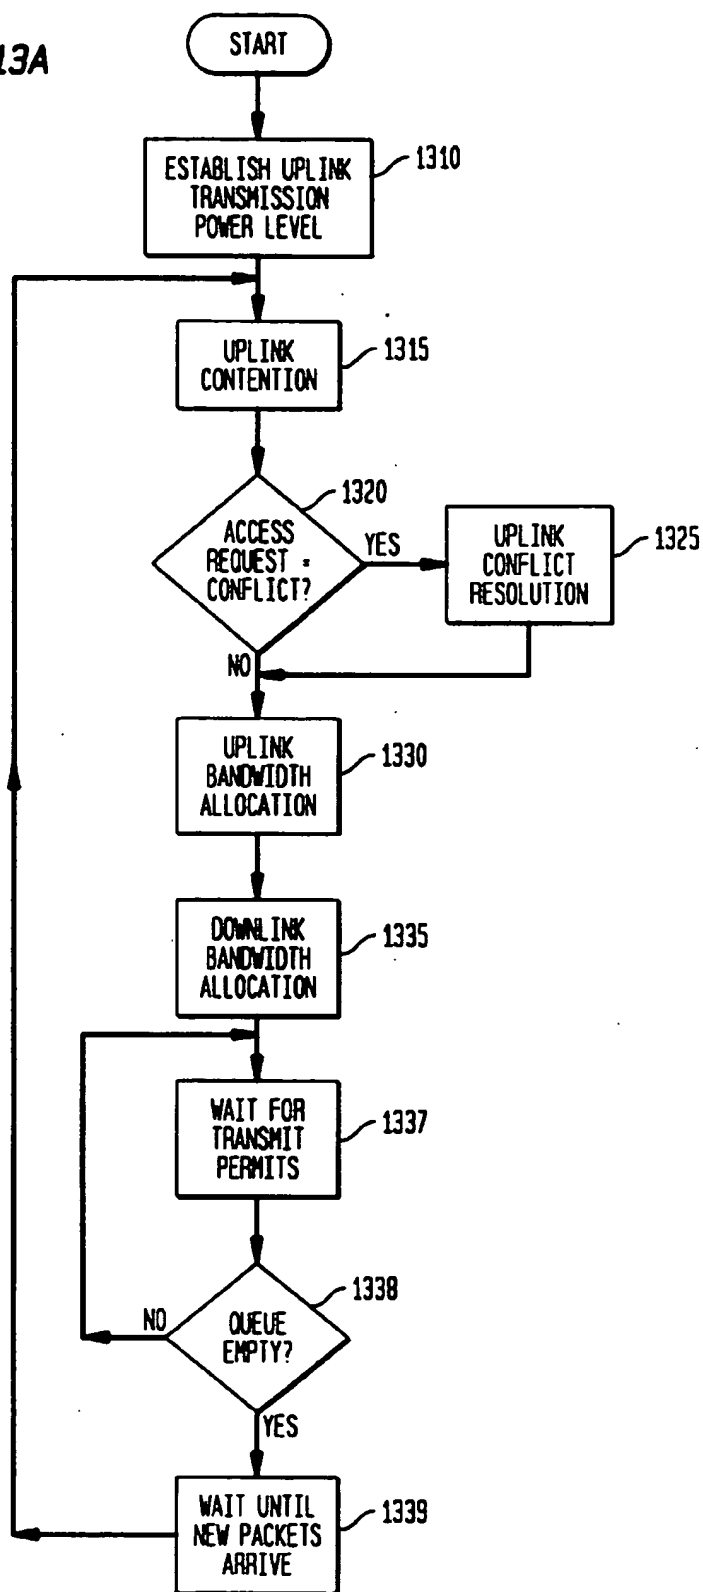 13A
START
ESTABLISH UPLINK
TRANSMISSION
POWER LEVEL
1310
UPLINK
CONTENTION
1315
ACCESS
REQUEST =
CONFLICT?
1320
YES
UPLINK
CONFLICT
RESOLUTION
1325
NO
UPLINK
BANDWIDTH
ALLOCATION
1330
DOWNLINK
BANDWIDTH
ALLOCATION
1335
WAIT FOR
TRANSMIT
PERMITS
1337
QUEUE
EMPTY?
1338
NO
YES
WAIT UNTIL
NEW PACKETS
ARRIVE
1339